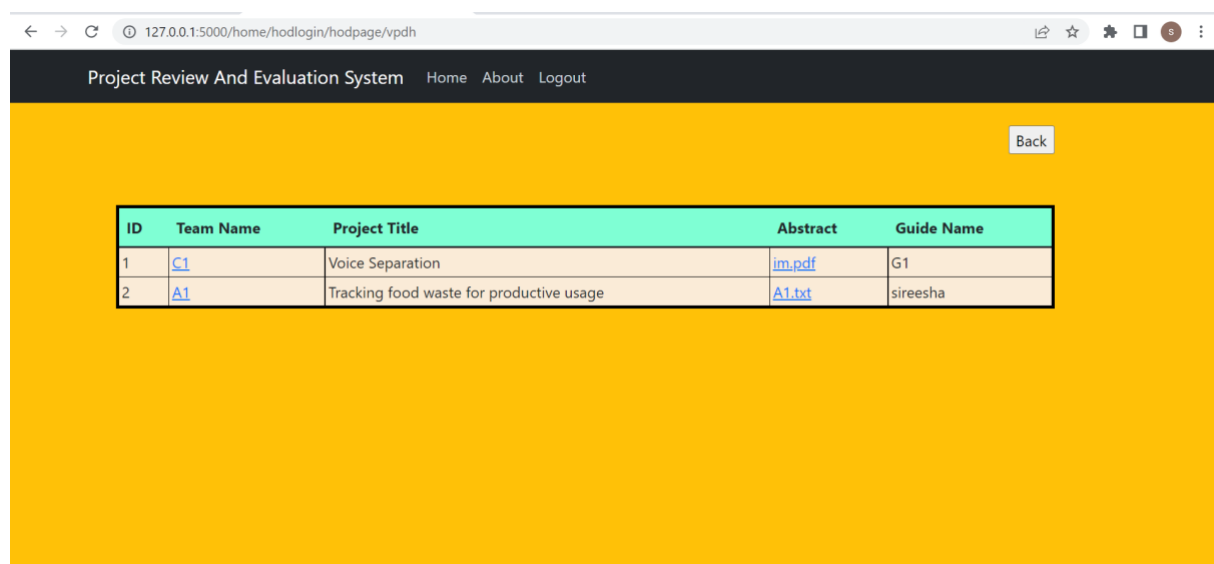 127.0.0.1:5000/home/hodlogin/hodpage/vpdh
S
Project Review And Evaluation System Home About Logout
Back
ID Team Name Project Title Abstract Guide Name
1 C1 Voice Separation im.pdf G1
2 A1 Tracking food waste for productive usage A1.txt sireesha